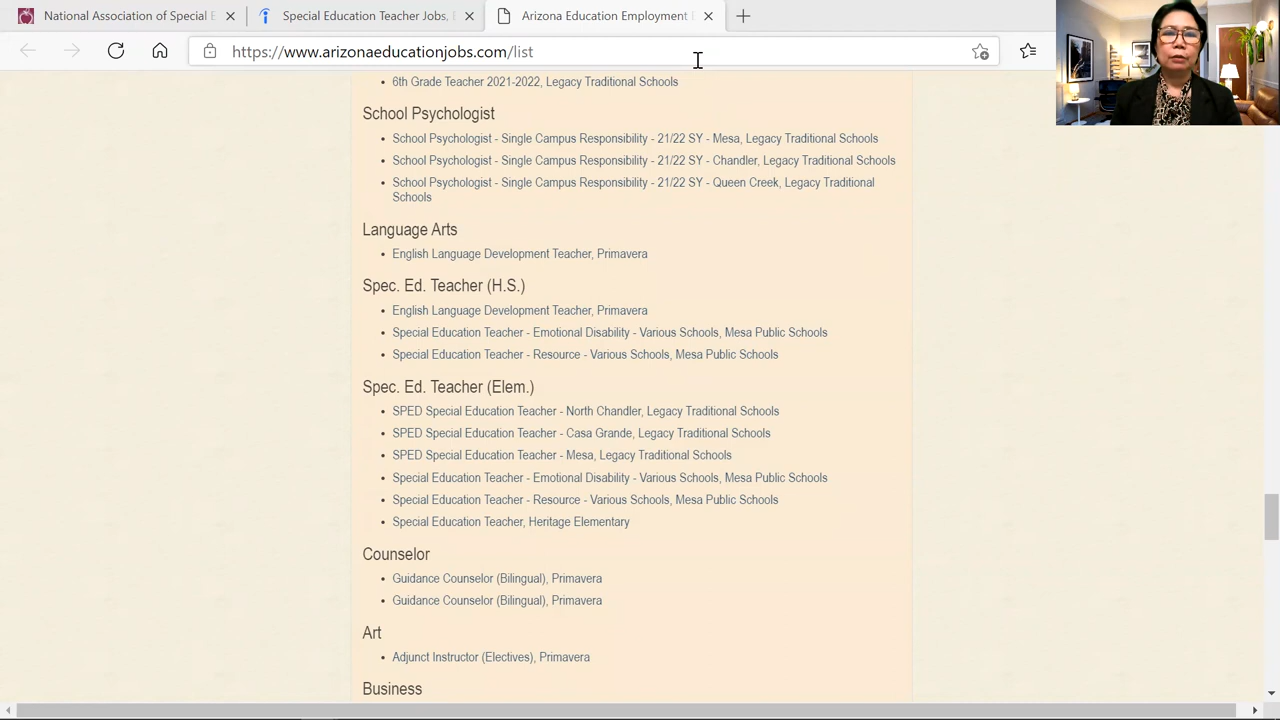 National Association of Special E
Special Education Teacher Jobs,
Arizona Education Employment
https://www.arizonaeducationjobs.com/list
6th Grade Teacher 2021-2022, Legacy Traditional Schools
School Psychologist
School Psychologist - Single Campus Responsibility - 21/22 SY - Mesa, Legacy Traditional Schools
School Psychologist - Single Campus Responsibility - 21/22 SY - Chandler, Legacy Traditional Schools
School Psychologist - Single Campus Responsibility - 21/22 SY - Queen Creek, Legacy Traditional
Schools
Language Arts
English Language Development Teacher, Primavera
Spec. Ed. Teacher (H.S.)
English Language Development Teacher, Primavera
Special Education Teacher - Emotional Disability - Various Schools, Mesa Public Schools
Special Education Teacher - Resource - Various Schools, Mesa Public Schools
Spec. Ed. Teacher (Elem.)
SPED Special Education Teacher - North Chandler, Legacy Traditional Schools
SPED Special Education Teacher - Casa Grande, Legacy Traditional Schools
SPED Special Education Teacher - Mesa, Legacy Traditional Schools
Special Education Teacher - Emotional Disability - Various Schools, Mesa Public Schools
Special Education Teacher - Resource - Various Schools, Mesa Public Schools
Special Education Teacher, Heritage Elementary
Counselor
Guidance Counselor (Bilingual), Primavera
Guidance Counselor (Bilingual), Primavera
Art
Adjunct Instructor (Electives), Primavera
Business